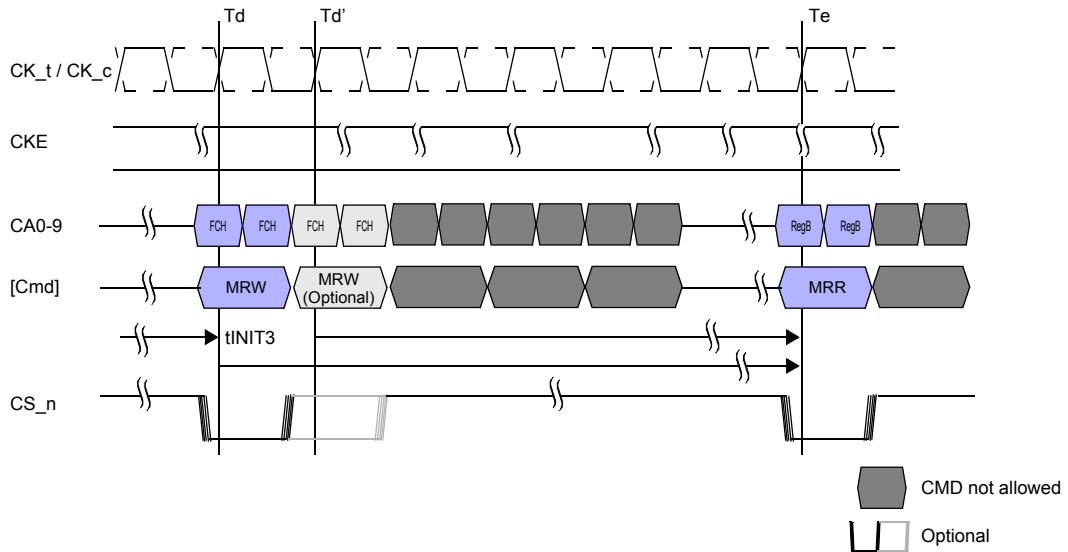 Td Td’ Te
CK_t / CK_c
CKE
CA0-9 FCH FCH FCH FCH RegB RegB
[Cmd] MRW MRW (Optional) MRR
tINIT3
CS_n
CMD not allowed
Optional